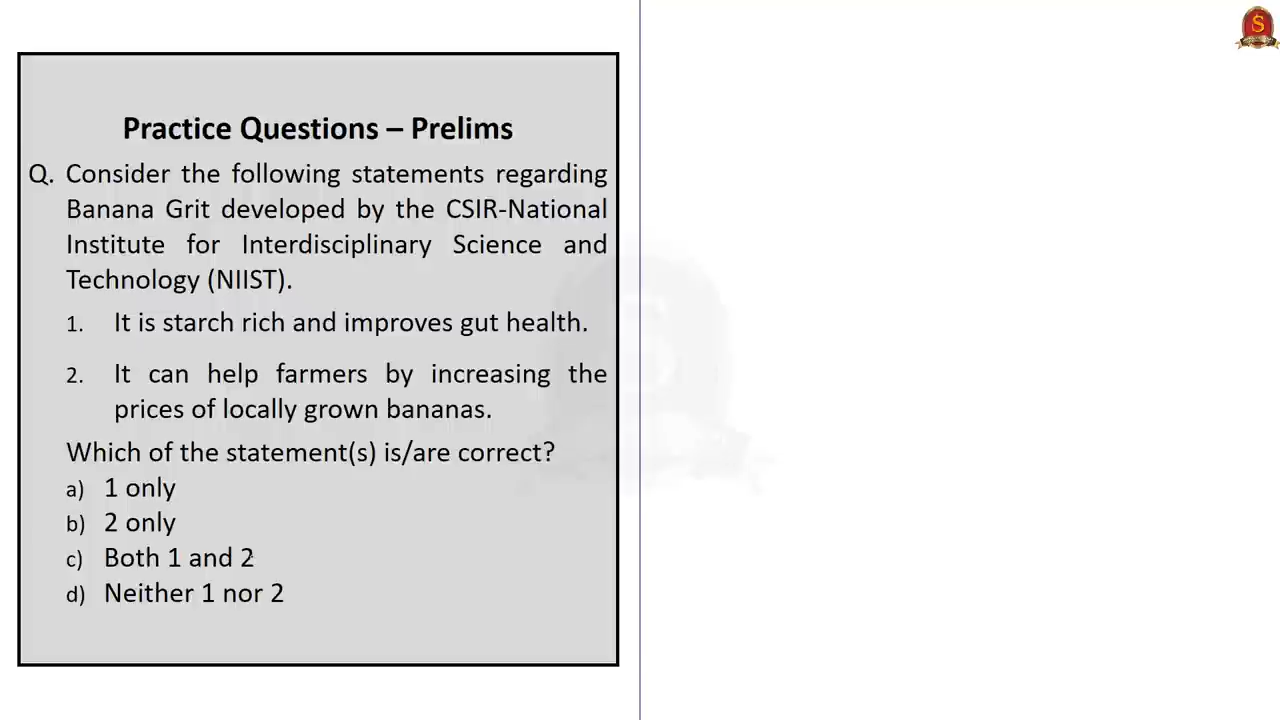 Practice Questions – Prelims
Q. Consider the following statements regarding
Banana Grit developed by the CSIR-National
Institute for Interdisciplinary Science and
Technology (NIIST).
1. It is starch rich and improves gut health.
2. It can help farmers by increasing the
prices of locally grown bananas.
Which of the statement(s) is/are correct?
a) 1 only
b) 2 only
c) Both 1 and 2
d) Neither 1 nor 2
S